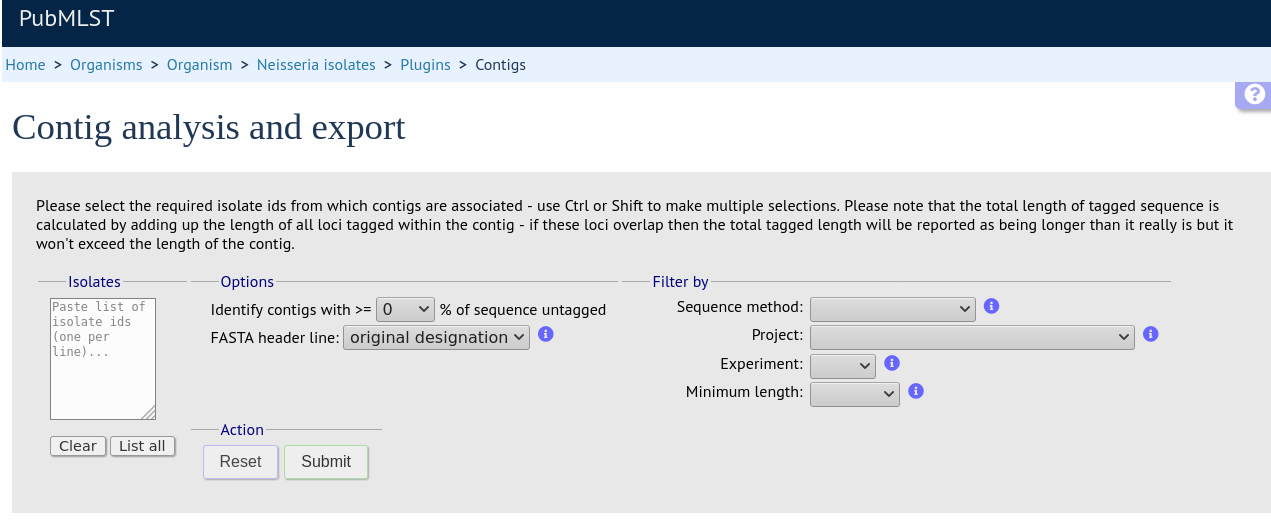 PubMLST
Home > Organisms > Organism > Neisseria isolates > Plugins > Contigs
?
Contig analysis and export
Please select the required isolate ids from which contigs are associated - use Ctrl or Shift to make multiple selections. Please note that the total length of tagged sequence is
calculated by adding up the length of all loci tagged within the contig - if these loci overlap then the total tagged length will be reported as being longer than it really is but it
won't exceed the length of the contig.
Isolates
Paste list of
isolate ids
(one per
line)...
Clear List all
Options
Identify contigs with >= 0 % of sequence untagged
FASTA header line: original designation i
Action
Reset Submit
Filter by
Sequence method: i
Project: i
Experiment: i
Minimum length: i